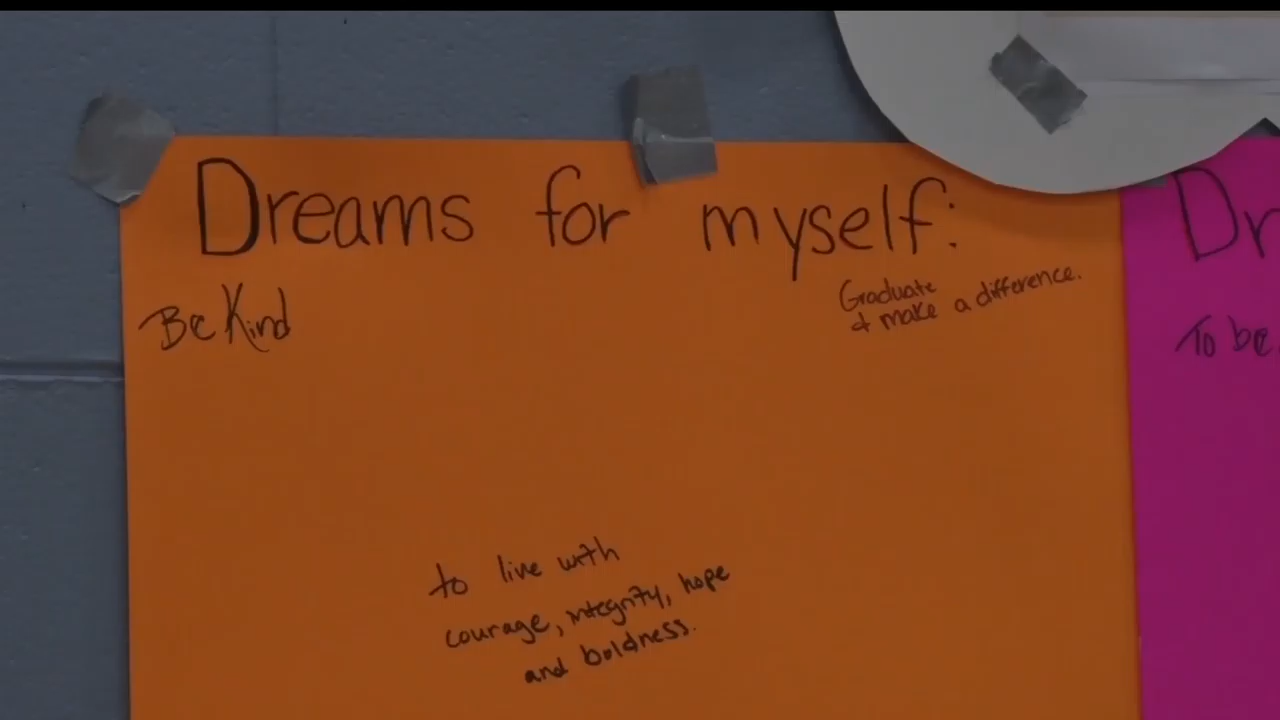 Dreams for myself:
Be Kind
Graduate
& make a difference.
to live with
courage, integrity, hope
and boldness.
Dr
To be